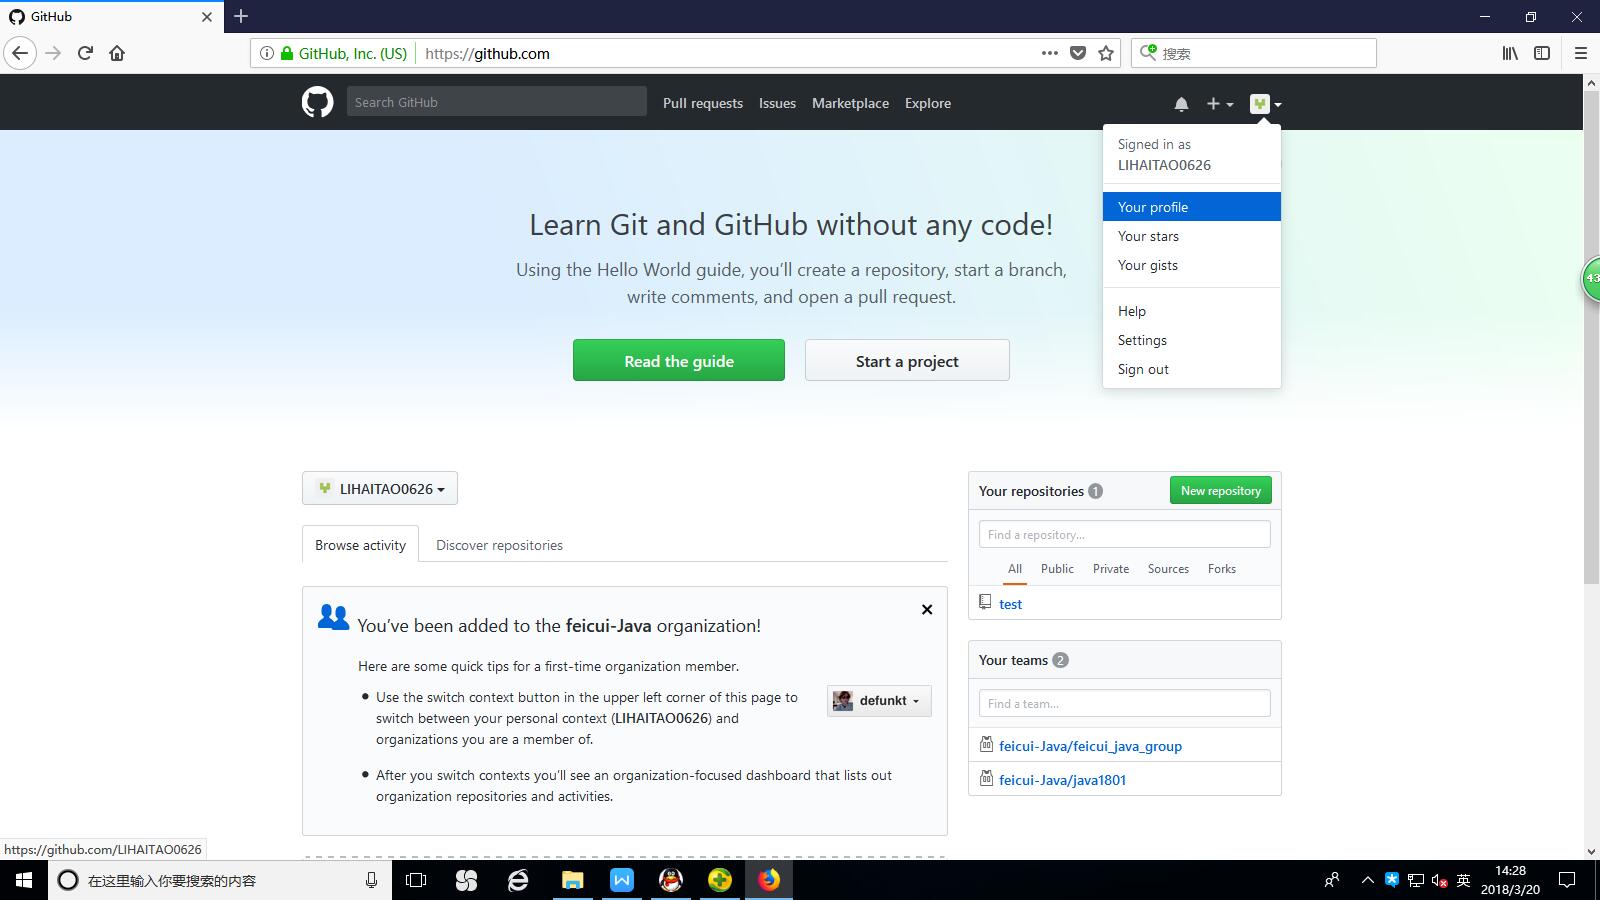 GitHub
GitHub, Inc. (US)
https://github.com
搜索
Search GitHub
Pull requests
Issues
Marketplace
Explore
Signed in as
LIHAITAO0626
Your profile
Your stars
Your gists
Help
Settings
Sign out
Learn Git and GitHub without any code!
Using the Hello World guide, you’ll create a repository, start a branch,
write comments, and open a pull request.
Read the guide
Start a project
43
LIHAITAO0626
Browse activity
Discover repositories
You’ve been added to the feicui-Java organization!
Here are some quick tips for a first-time organization member.
Use the switch context button in the upper left corner of this page to
switch between your personal context (LIHAITAO0626) and
organizations you are a member of.
defunkt
After you switch contexts you’ll see an organization-focused dashboard that lists out
organization repositories and activities.
Your repositories 1
New repository
Find a repository...
All
Public
Private
Sources
Forks
test
Your teams 2
Find a team...
feicui-Java/feicui_java_group
feicui-Java/java1801
https://github.com/LIHAITAO0626
在这里输入你要搜索的内容
英
14:28
2018/3/20